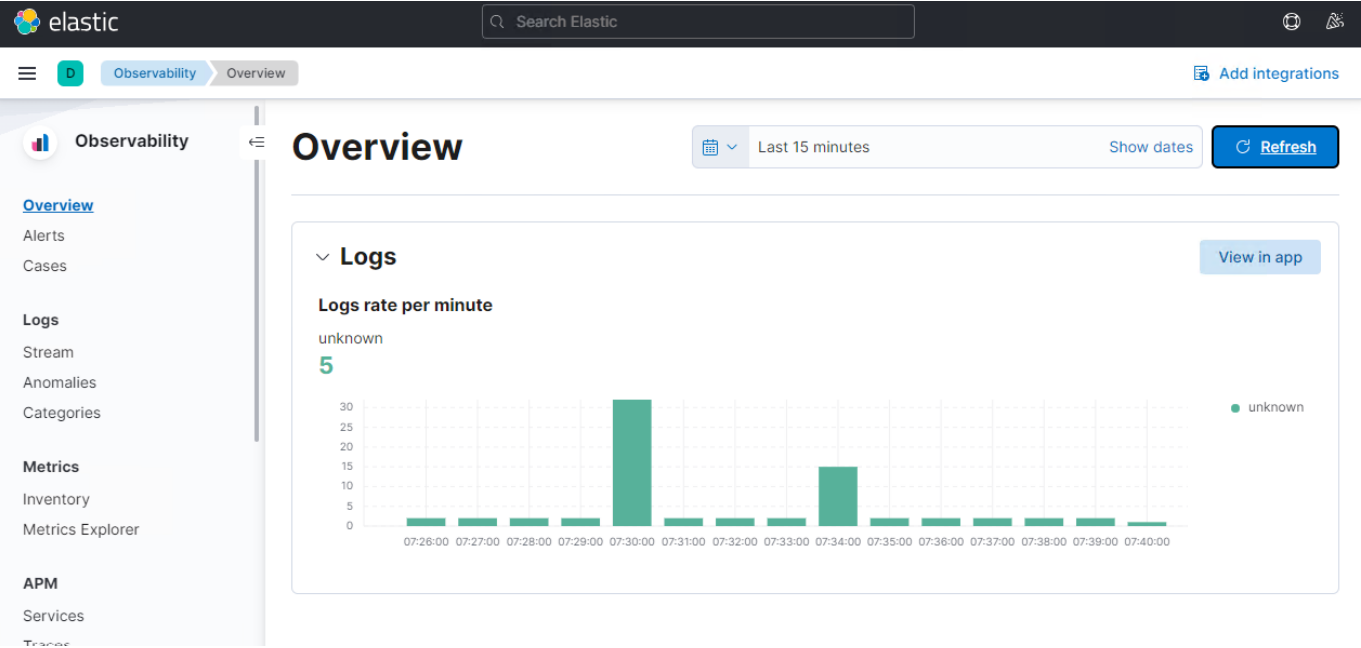 elastic
Search Elastic
D
Observability
Overview
Add integrations
Observability
Overview
Alerts
Cases
Logs
Stream
Anomalies
Categories
Metrics
Inventory
Metrics Explorer
APM
Services
Traces
Overview
Last 15 minutes
Show dates
Refresh
Logs
View in app
Logs rate per minute
unknown
5
30
25
20
15
10
5
0
07:26:00 07:27:00 07:28:00 07:29:00 07:30:00 07:31:00 07:32:00 07:33:00 07:34:00 07:35:00 07:36:00 07:37:00 07:38:00 07:39:00 07:40:00
unknown